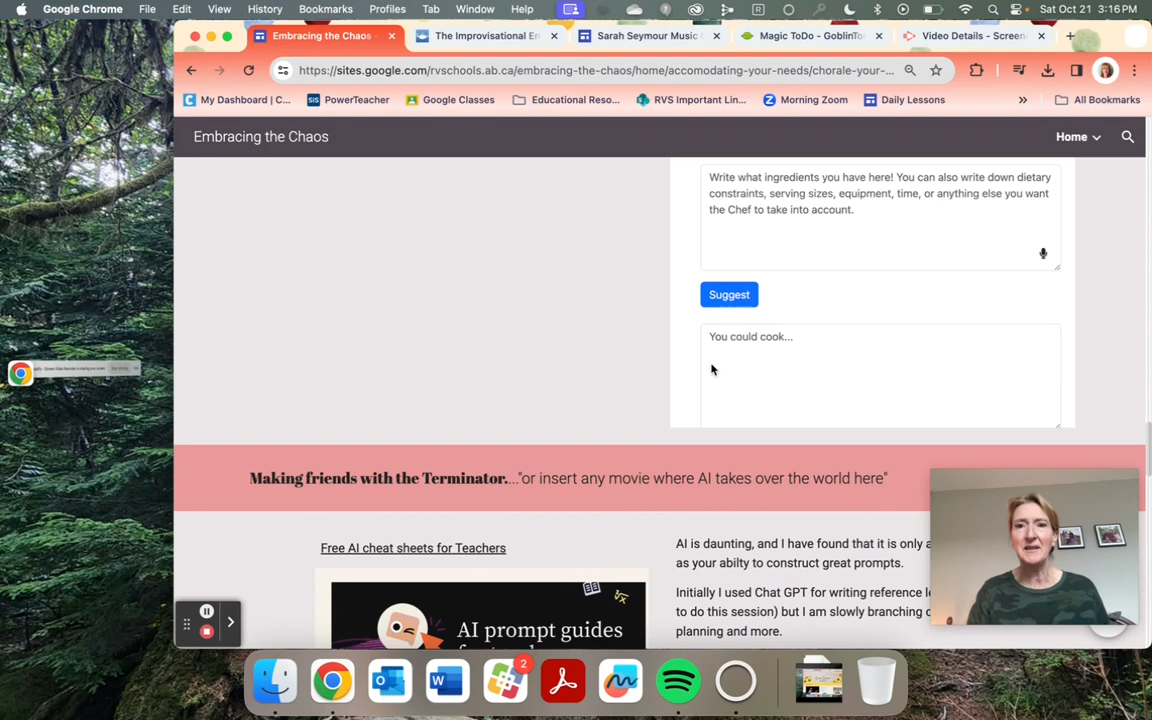 Google Chrome File Edit View History Bookmarks Profiles Tab Window Help Sat Oct 21 3:16 PM
Embracing the Chaos The Improvisational En Sarah Seymour Music Magic ToDo - GoblinTo Video Details - Screen
https://sites.google.com/rvschools.ab.ca/embracing-the-chaos/home/accomodating-your-needs/chorale-your-...
My Dashboard | C... PowerTeacher Google Classes Educational Reso... RVS Important Lin... Morning Zoom Daily Lessons » All Bookmarks
Embracing the Chaos Home
Write what ingredients you have here! You can also write down dietary
constraints, serving sizes, equipment, time, or anything else you want
the Chef to take into account.
Suggest
You could cook...
Making friends with the Terminator...."or insert any movie where AI takes over the world here"
Free AI cheat sheets for Teachers
AI is daunting, and I have found that it is only a
as your abilty to construct great prompts.
Initially I used Chat GPT for writing reference le
to do this session) but I am slowly branching o
planning and more.
AI prompt guides
2